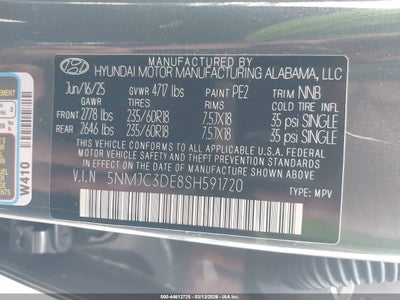 MANUFACTURED BY
HYUNDAI MOTOR MANUFACTURING ALABAMA, LLC
Jun/16/25 GVWR 4717 lbs PAINT PE2 TRIM NNB
GAWR TIRES RIMS COLD TIRE INFL
FRONT 2778 lbs 235/60R18 7.5JX18 35 psi SINGLE
REAR 2646 lbs 235/60R18 7.5JX18 35 psi SINGLE
THIS VEHICLE CONFORMS TO ALL APPLICABLE U.S.A FEDERAL
MOTOR VEHICLE SAFETY, BUMPER, AND THEFT PREVENTION
STANDARDS IN EFFECT ON THE DATE OF MANUFACTURE SHOWN ABOVE.
V.I.N 5NMJC3DE8SH591720
TYPE: MPV
W410
000-44612735 - 03/13/2026 - IAA Holdings, LLC